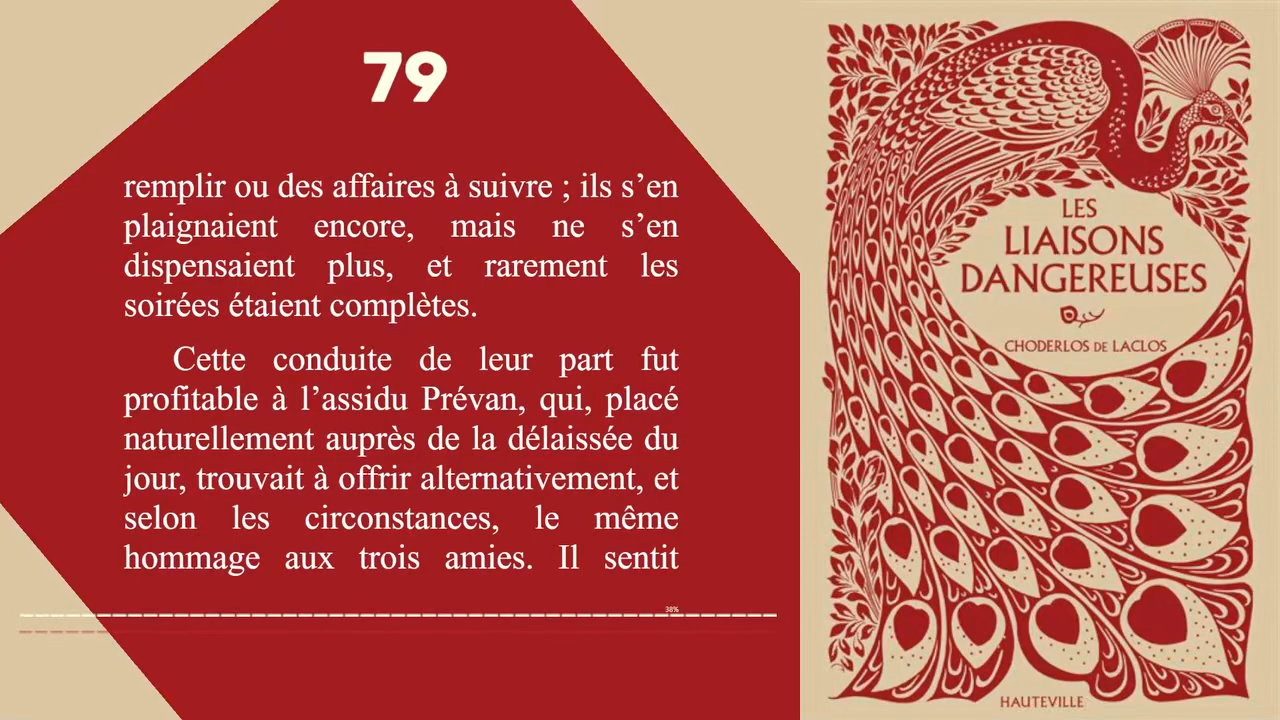 79
remplir ou des affaires à suivre ; ils s’en
plaignaient encore, mais ne s’en
dispensaient plus, et rarement les
soirées étaient complètes.
Cette conduite de leur part fut
profitable à l’assidu Prévan, qui, placé
naturellement auprès de la délaissée du
jour, trouvait à offrir alternativement, et
selon les circonstances, le même
hommage aux trois amies. Il sentit
38%
LES
LIAISONS
DANGEREUSES
CHODERLOS DE LACLOS
HAUTEVILLE